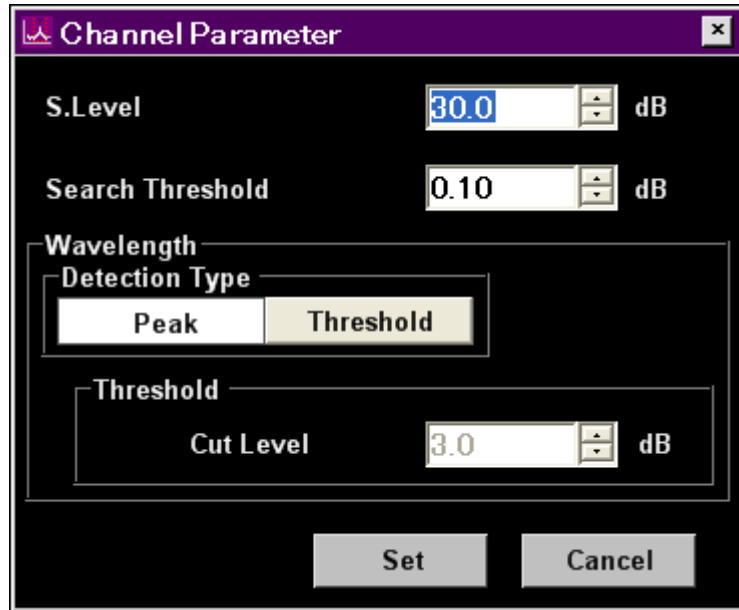 Channel Parameter
S.Level 30.0 dB
Search Threshold 0.10 dB
Wavelength
Detection Type
Peak Threshold
Threshold
Cut Level 3.0 dB
Set Cancel